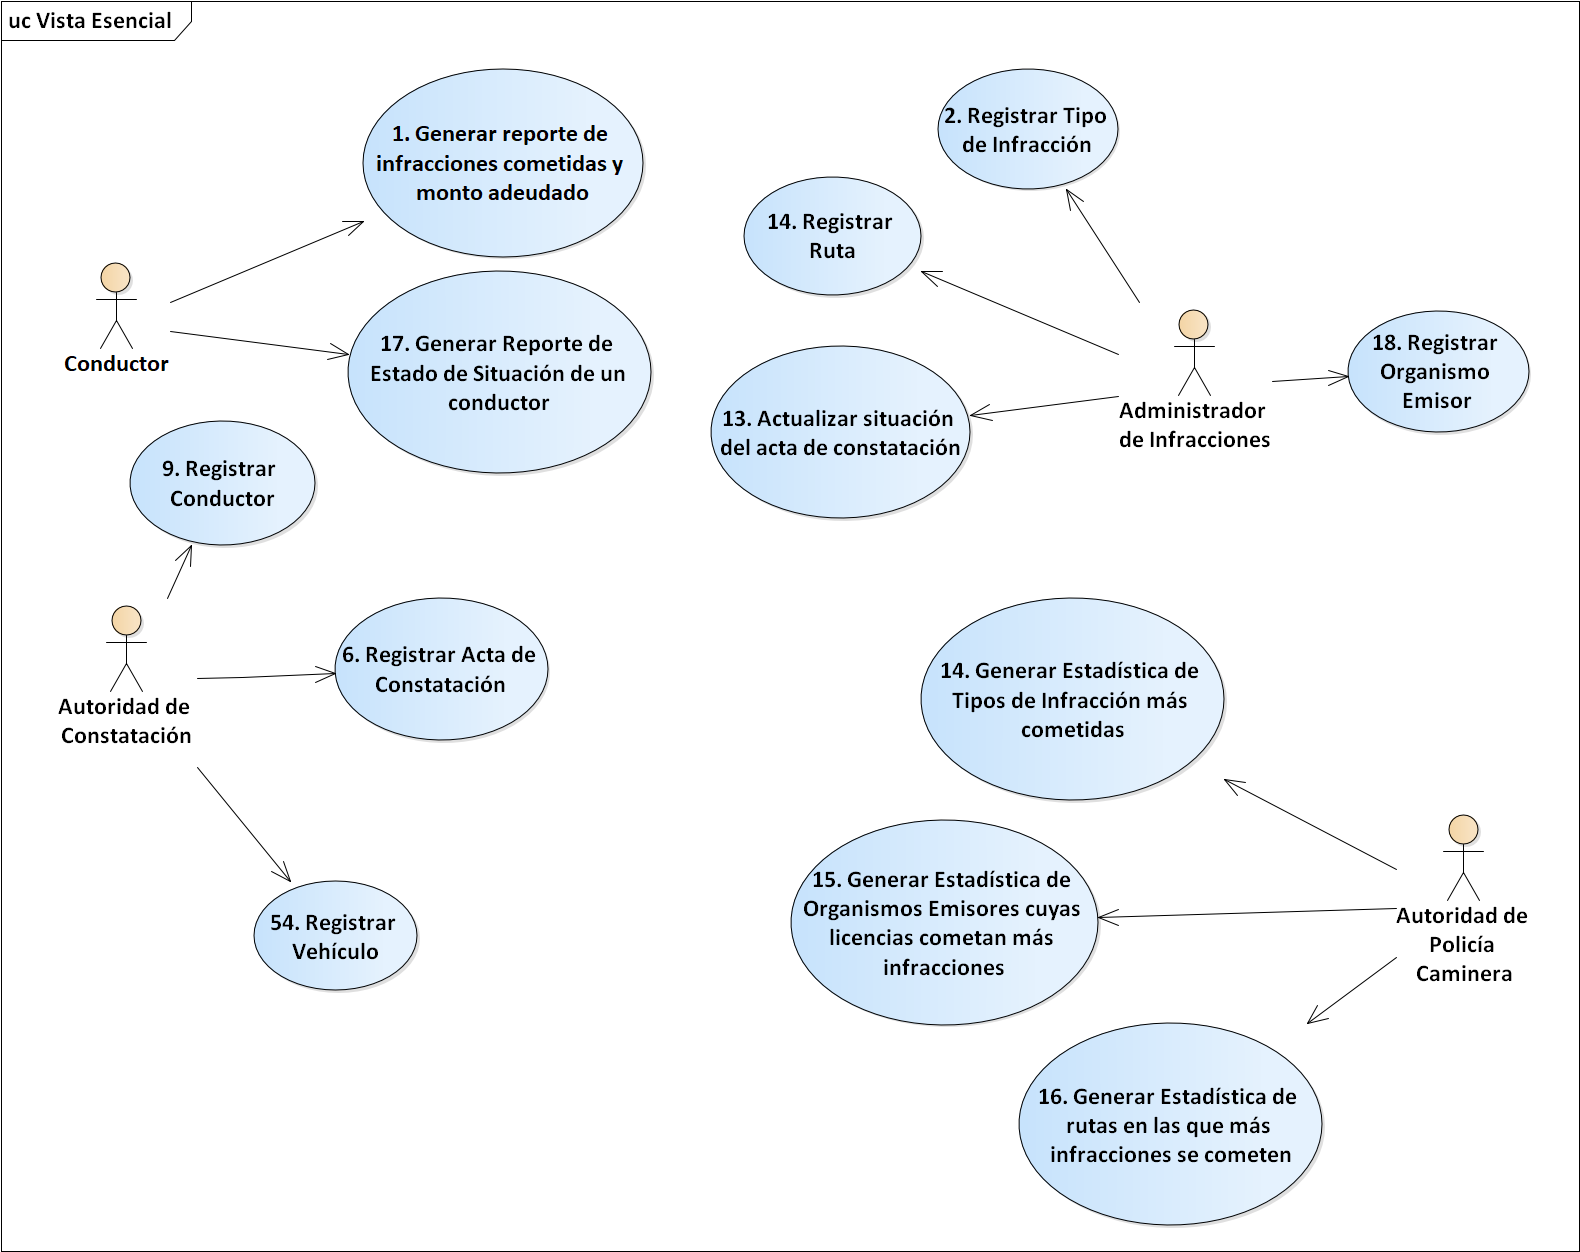 uc Vista Esencial
1. Generar reporte de
infracciones cometidas y
monto adeudado
2. Registrar Tipo
de Infracción
14. Registrar
Ruta
Conductor
17. Generar Reporte de
Estado de Situación de un
conductor
18. Registrar
Organismo
Emisor
Administrador
de Infracciones
13. Actualizar situación
del acta de constatación
9. Registrar
Conductor
Autoridad de
Constatación
6. Registrar Acta de
Constatación
14. Generar Estadística de
Tipos de Infracción más
cometidas
54. Registrar
Vehículo
15. Generar Estadística de
Organismos Emisores cuyas
licencias cometan más
infracciones
Autoridad de
Policía
Caminera
16. Generar Estadística de
rutas en las que más
infracciones se cometen